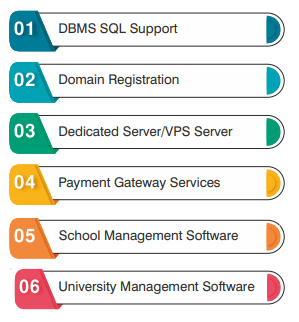 01 DBMS SQL Support
02 Domain Registration
03 Dedicated Server/VPS Server
04 Payment Gateway Services
05 School Management Software
06 University Management Software